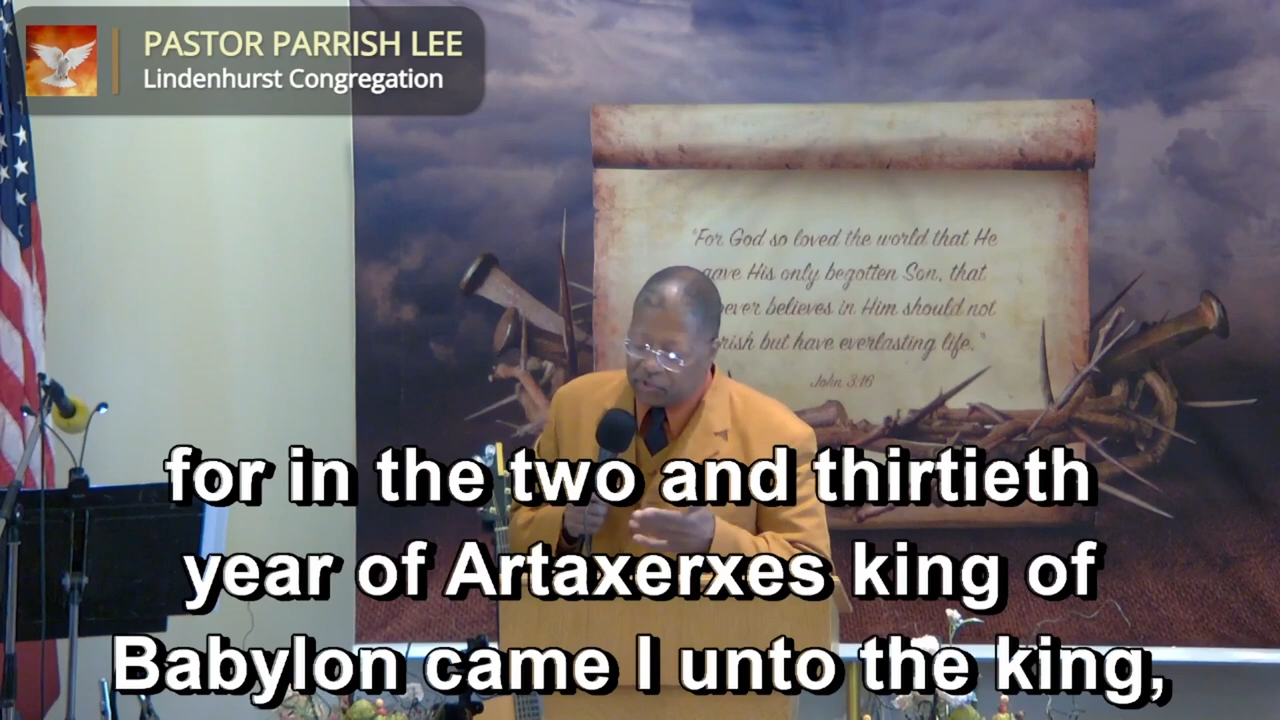 PASTOR PARRISH LEE
Lindenhurst Congregation
"For God so loved the world that He
gave His only begotten Son, that
believes in Him should not
but have everlasting life."
John 3:16
for in the two and thirtieth
year of Artaxerxes king of
Babylon came I unto the king,